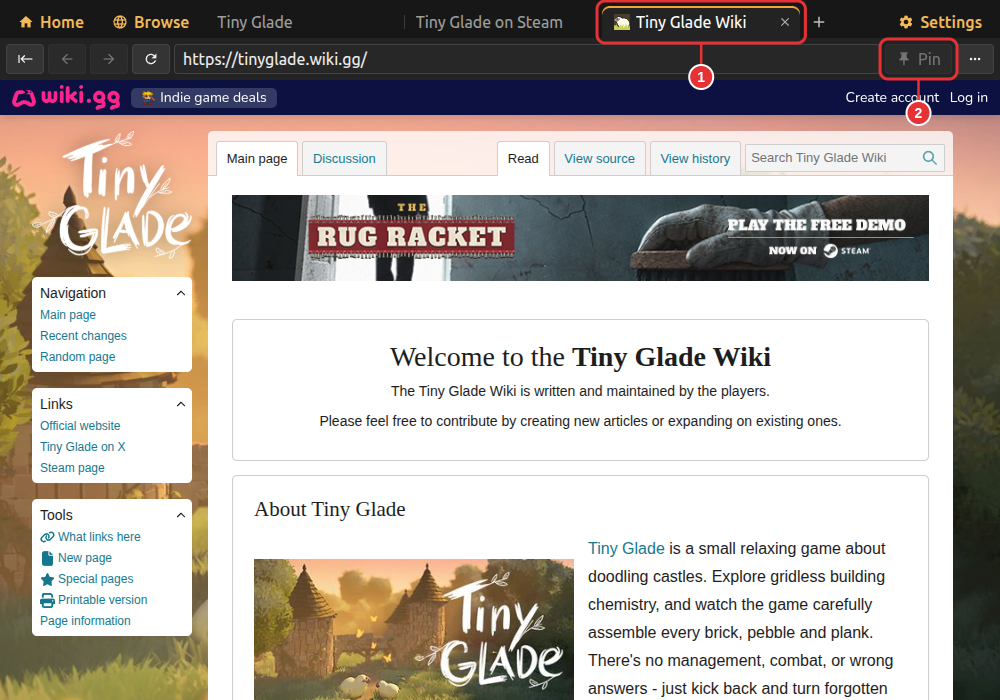 Home Browse Tiny Glade Tiny Glade on Steam Tiny Glade Wiki × + Settings
https://tinyglade.wiki.gg/ Pin ...
1
wiki.gg Indie game deals Create account Log in
2
Tiny Glade
Main page Discussion Read View source View history Search Tiny Glade Wiki
THE
RUG RACKET
PLAY THE FREE DEMO
NOW ON STEAM
Navigation
Main page
Recent changes
Random page
Links
Official website
Tiny Glade on X
Steam page
Tools
What links here
New page
Special pages
Printable version
Page information
Welcome to the Tiny Glade Wiki
The Tiny Glade Wiki is written and maintained by the players.
Please feel free to contribute by creating new articles or expanding on existing ones.
About Tiny Glade
Tiny
GLADE
Tiny Glade is a small relaxing game about
doodling castles. Explore gridless building
chemistry, and watch the game carefully
assemble every brick, pebble and plank.
There's no management, combat, or wrong
answers - just kick back and turn forgotten